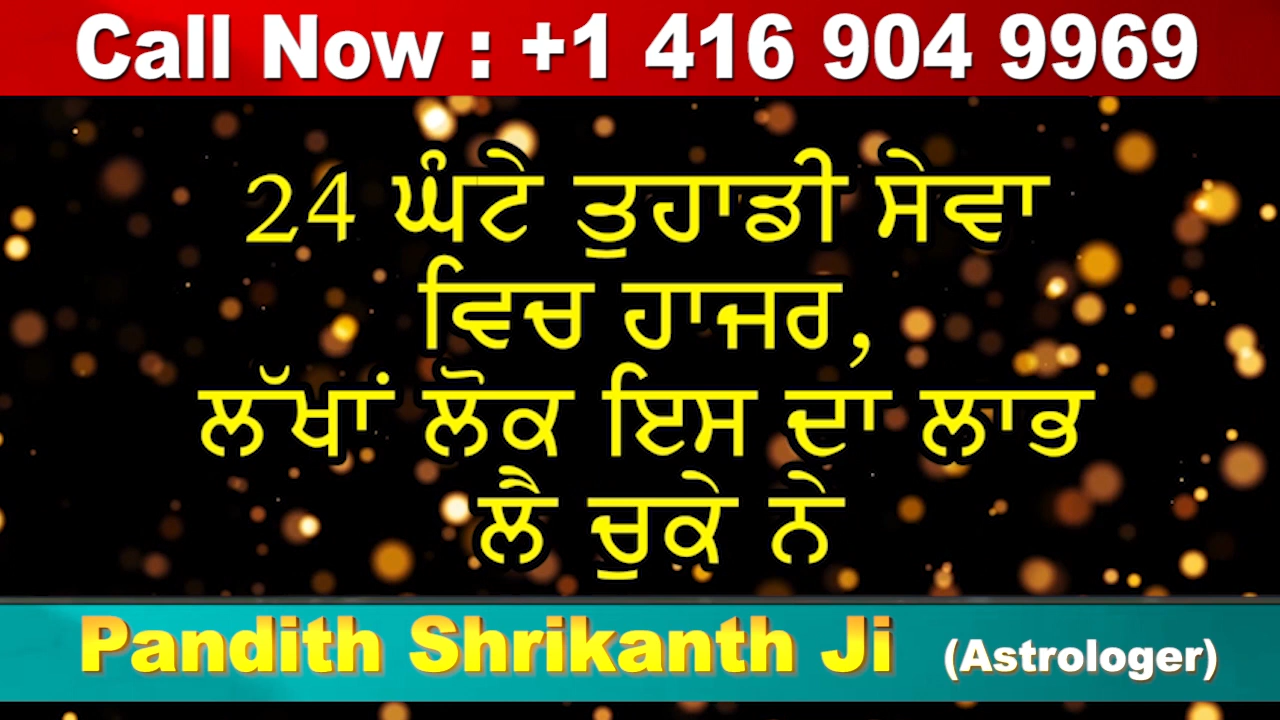 Call Now : +1 416 904 9969
24 ਘੰਟੇ ਤੁਹਾਡੀ ਸੇਵਾ
ਵਿਚ ਹਾਜਰ,
ਲੱਖਾਂ ਲੋਕ ਇਸ ਦਾ ਲਾਭ
ਲੈ ਚੁਕੇ ਨੇ
Pandith Shrikanth Ji (Astrologer)